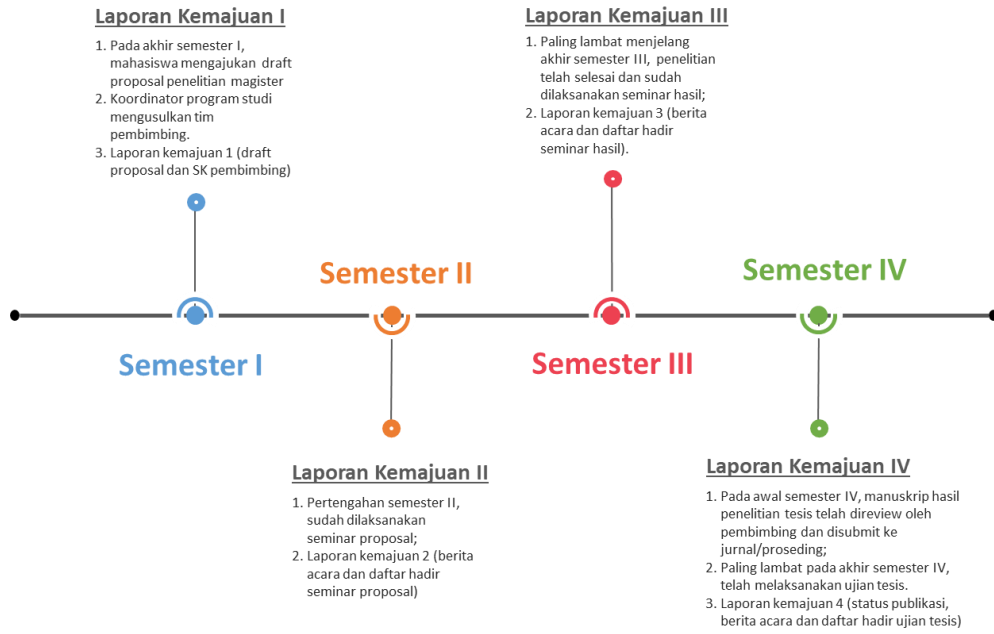 Laporan Kemajuan I
1. Pada akhir semester I,
mahasiswa mengajukan draft
proposal penelitian magister
2. Koordinator program studi
mengusulkan tim
pembimbing.
3. Laporan kemajuan 1 (draft
proposal dan SK pembimbing)
Laporan Kemajuan III
1. Paling lambat menjelang
akhir semester III, penelitian
telah selesai dan sudah
dilaksanakan seminar hasil;
2. Laporan kemajuan 3 (berita
acara dan daftar hadir
seminar hasil).
Semester II
Semester IV
Semester I
Semester III
Laporan Kemajuan II
1. Pertengahan semester II,
sudah dilaksanakan
seminar proposal;
2. Laporan kemajuan 2 (berita
acara dan daftar hadir
seminar proposal)
Laporan Kemajuan IV
1. Pada awal semester IV, manuskrip hasil
penelitian tesis telah direview oleh
pembimbing dan disubmit ke
jurnal/proseding;
2. Paling lambat pada akhir semester IV,
telah melaksanakan ujian tesis.
3. Laporan kemajuan 4 (status publikasi,
berita acara dan daftar hadir ujian tesis)